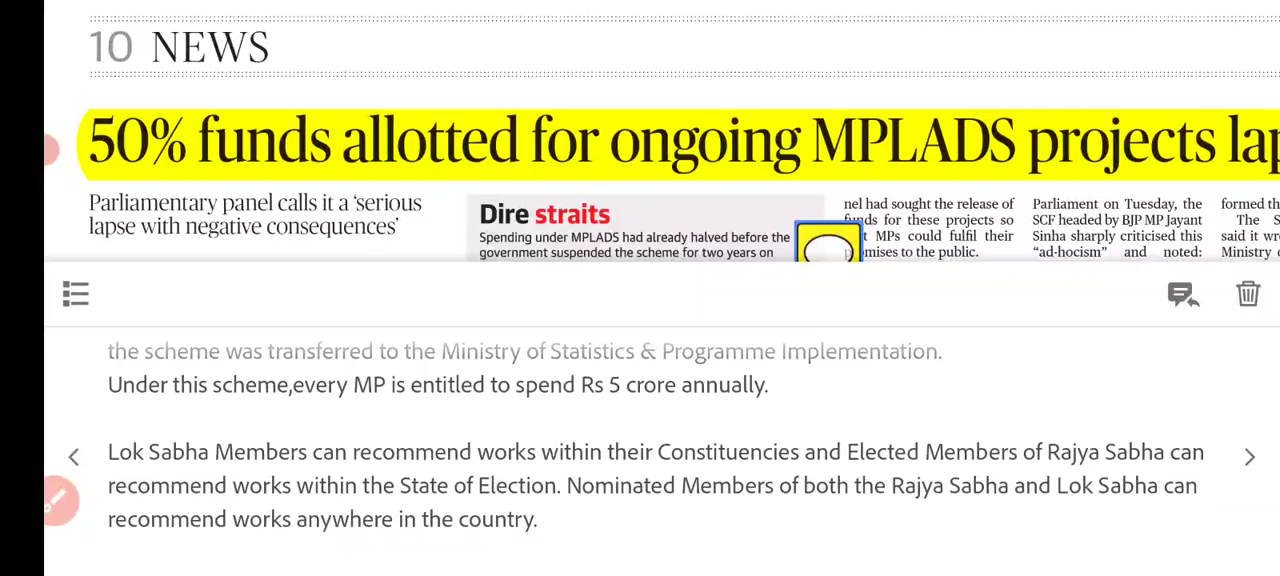 10 NEWS
50% funds allotted for ongoing MPLADS projects
Parliamentary panel calls it a ‘serious
lapse with negative consequences’
Dire straits
Spending under MPLADS had already halved before the
government suspended the scheme for two years on
nel had sought the release of
funds for these projects so
MPs could fulfil their
to the public.
Parliament on Tuesday, the
SCF headed by BJP MP Jayant
Sinha sharply criticised this
“ad-hocism” and noted:
formed
The
said it
Ministry
the scheme was transferred to the Ministry of Statistics & Programme Implementation.
Under this scheme,every MP is entitled to spend Rs 5 crore annually.
Lok Sabha Members can recommend works within their Constituencies and Elected Members of Rajya Sabha can
recommend works within the State of Election. Nominated Members of both the Rajya Sabha and Lok Sabha can
recommend works anywhere in the country.